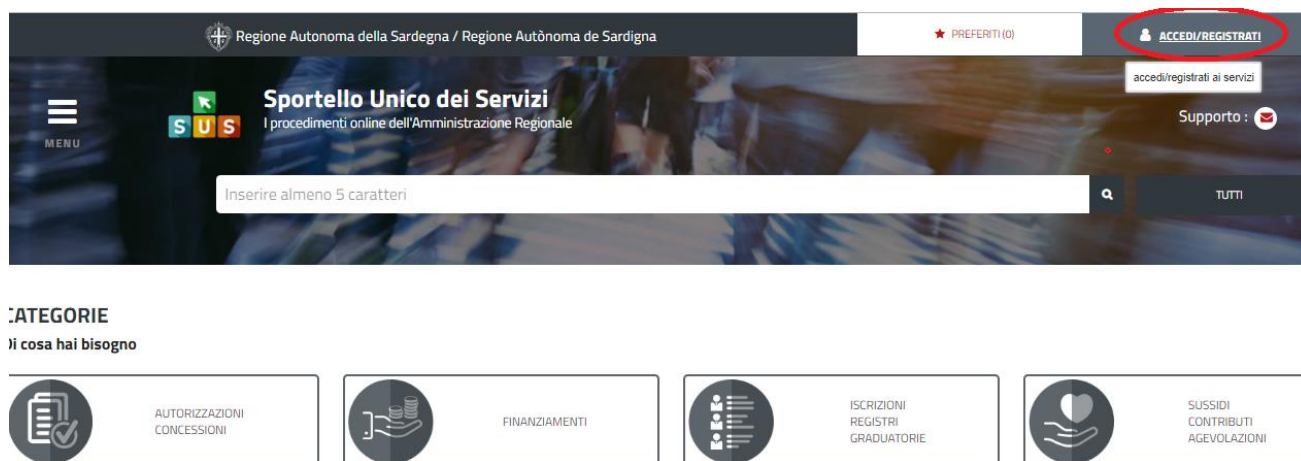 Regione Autonoma della Sardegna / Regione Autònoma de Sardigna
★ PREFERITI (0)
ACCEDI/REGISTRATI
accedi/registrati ai servizi
MENU
SUS
Sportello Unico dei Servizi
I procedimenti online dell'Amministrazione Regionale
Supporto :
Inserire almeno 5 caratteri
TUTTI
CATEGORIE
Di cosa hai bisogno
AUTORIZZAZIONI
CONCESSIONI
FINANZIAMENTI
ISCRIZIONI
REGISTRI
GRADUATORIE
SUSSIDI
CONTRIBUTI
AGEVOLAZIONI